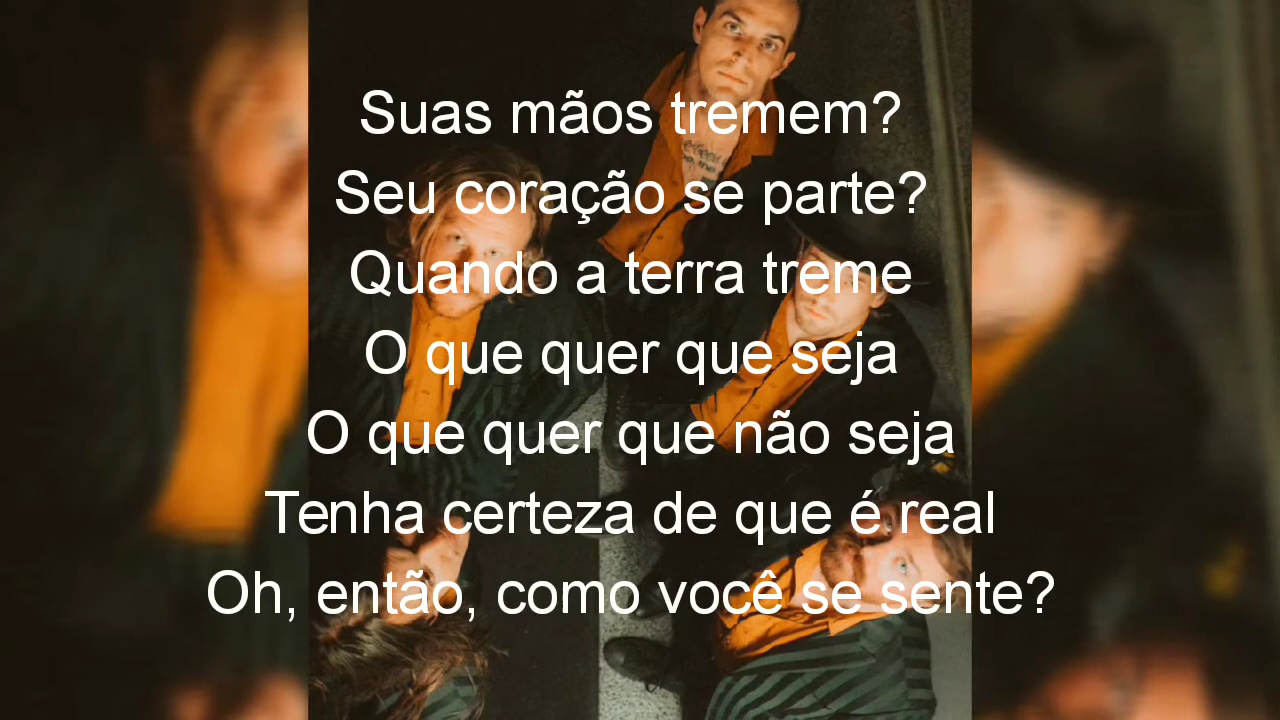 Suas mãos tremem?
Seu coração se parte?
Quando a terra treme
O que quer que seja
O que quer que não seja
Tenha certeza de que é real
Oh, então, como você se sente?